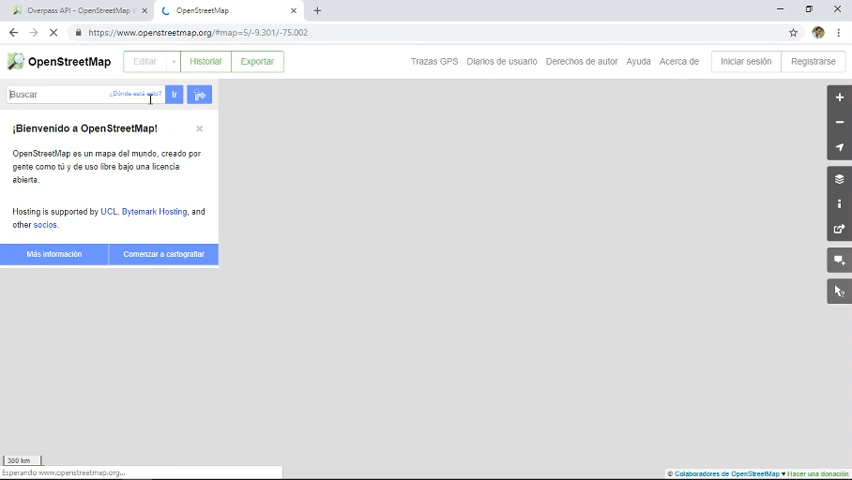 Overpass API - OpenStreetMap W
OpenStreetMap
https://www.openstreetmap.org/#map=5/-9.301/-75.002
OpenStreetMap
Editar
Historial
Exportar
Trazas GPS
Diarios de usuario
Derechos de autor
Ayuda
Acerca de
Iniciar sesión
Registrarse
Buscar
¿Dónde está esto?
Ir
¡Bienvenido a OpenStreetMap!
OpenStreetMap es un mapa del mundo, creado por
gente como tú y de uso libre bajo una licencia
abierta.
Hosting is supported by UCL, Bytemark Hosting, and
other socios.
Más información
Comenzar a cartografiar
300 km
Esperando www.openstreetmap.org...
© Colaboradores de OpenStreetMap ♥ Hacer una donación